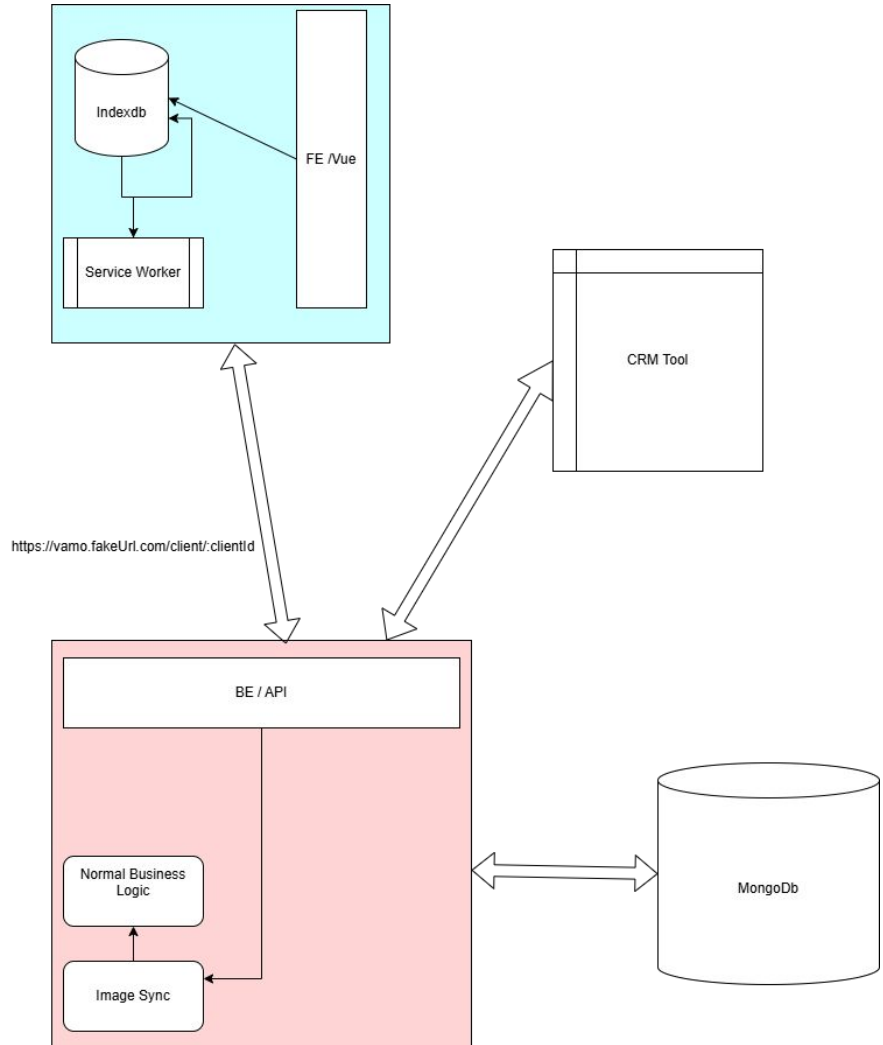 Indexdb
FE /Vue
Service Worker
CRM Tool
https://vamo.fakeUrl.com/client/:clientId
BE / API
Normal Business
Logic
MongoDb
Image Sync